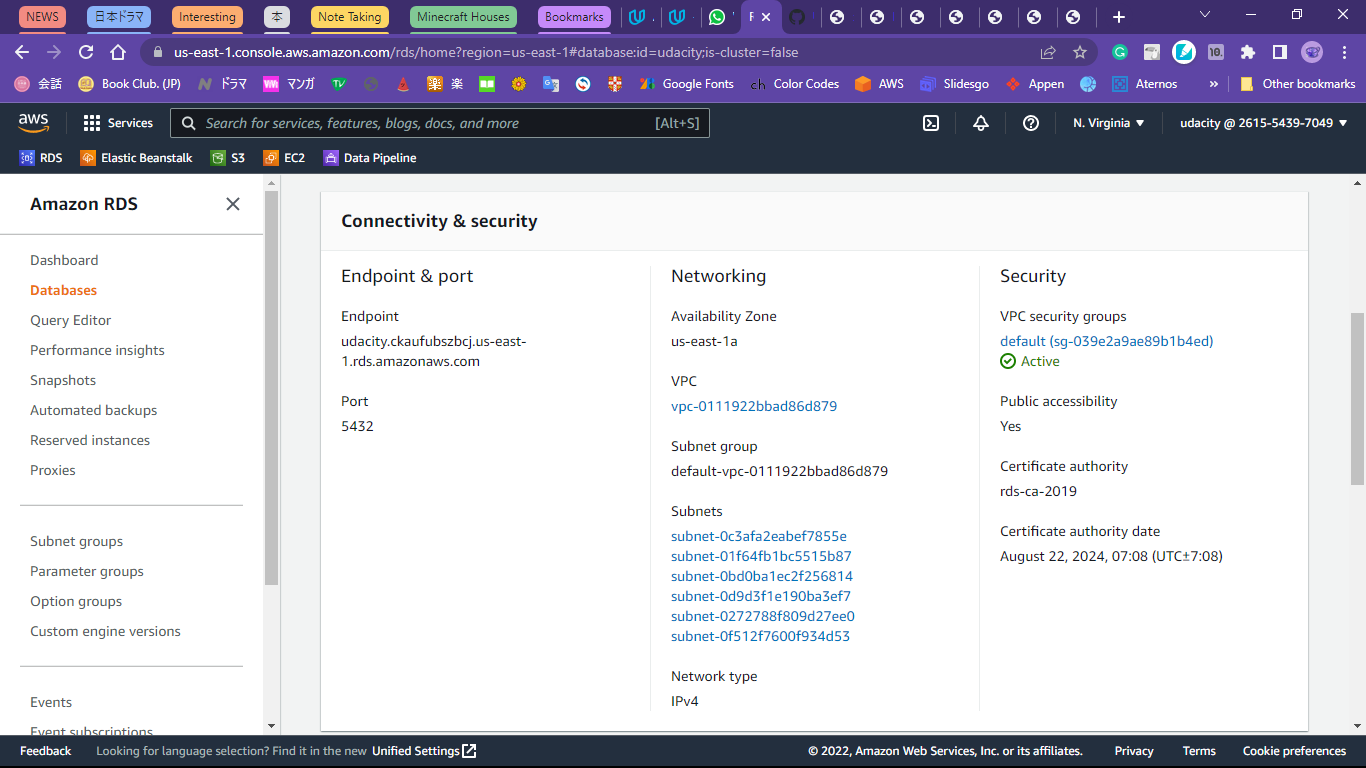 NEWS
日本ドラマ
Interesting
本
Note Taking
Minecraft Houses
Bookmarks
us-east-1.console.aws.amazon.com/rds/home?region=us-east-1#database:id=udacity;is-cluster=false
会話
Book Club. (JP)
ドラマ
マンガ
楽
Google Fonts
Color Codes
AWS
Slidesgo
Appen
Aternos
»
Other bookmarks
aws
Services
Search for services, features, blogs, docs, and more
[Alt+S]
N. Virginia
udacity @ 2615-5439-7049
RDS
Elastic Beanstalk
S3
EC2
Data Pipeline
Amazon RDS
Dashboard
Databases
Query Editor
Performance insights
Snapshots
Automated backups
Reserved instances
Proxies
Subnet groups
Parameter groups
Option groups
Custom engine versions
Events
Event subscriptions
Connectivity & security
Endpoint & port
Endpoint
udacity.ckaufubszbcj.us-east-
1.rds.amazonaws.com
Port
5432
Networking
Availability Zone
us-east-1a
VPC
vpc-0111922bbad86d879
Subnet group
default-vpc-0111922bbad86d879
Subnets
subnet-0c3afa2eabef7855e
subnet-01f64fb1bc5515b87
subnet-0bd0ba1ec2f256814
subnet-0d9d3f1e190ba3ef7
subnet-0272788f809d27ee0
subnet-0f512f7600f934d53
Network type
IPv4
Security
VPC security groups
default (sg-039e2a9ae89b1b4ed)
Active
Public accessibility
Yes
Certificate authority
rds-ca-2019
Certificate authority date
August 22, 2024, 07:08 (UTC±7:08)
Feedback
Looking for language selection? Find it in the new Unified Settings
© 2022, Amazon Web Services, Inc. or its affiliates.
Privacy
Terms
Cookie preferences